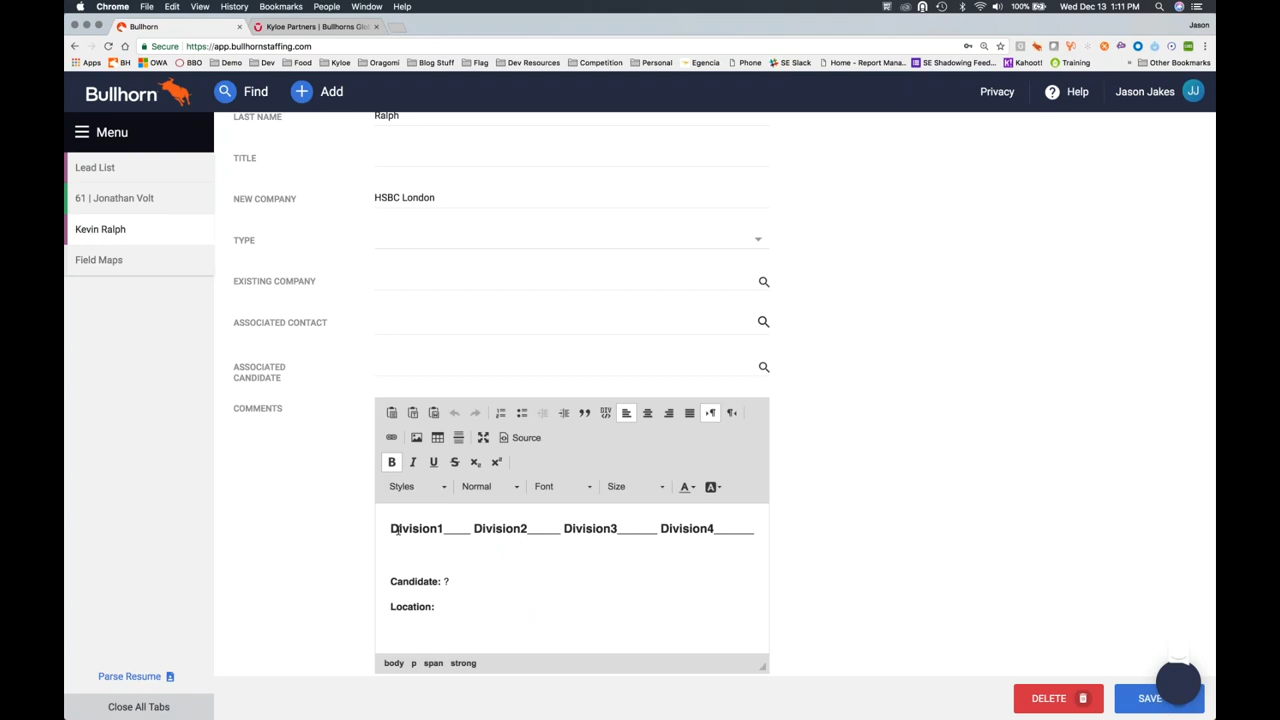 Chrome File Edit View History Bookmarks People Window Help 100% Wed Dec 13 1:11 PM
Bullhorn Kyloe Partners | Bullhorns Glo Jason
Secure https://app.bullhornstaffing.com
Apps BH OWA BBO Demo Dev Food Kyloe Oragomi Blog Stuff Flag Dev Resources Competition Personal Egencia Phone SE Slack Home - Report Mana... SE Shadowing Feed... Kahoot! Training » Other Bookmarks
Bullhorn Find Add Privacy Help Jason Jakes JJ
Menu
Lead List
61 | Jonathan Volt
Kevin Ralph
Field Maps
LAST NAME Ralph
TITLE
NEW COMPANY HSBC London
TYPE
EXISTING COMPANY
ASSOCIATED CONTACT
ASSOCIATED
CANDIDATE
COMMENTS
DIV
Source
B I U S x₂ x²
Styles Normal Font Size A A
Division1____ Division2_____ Division3______ Division4______
Candidate: ?
Location:
body p span strong
Parse Resume
Close All Tabs
DELETE SAVE